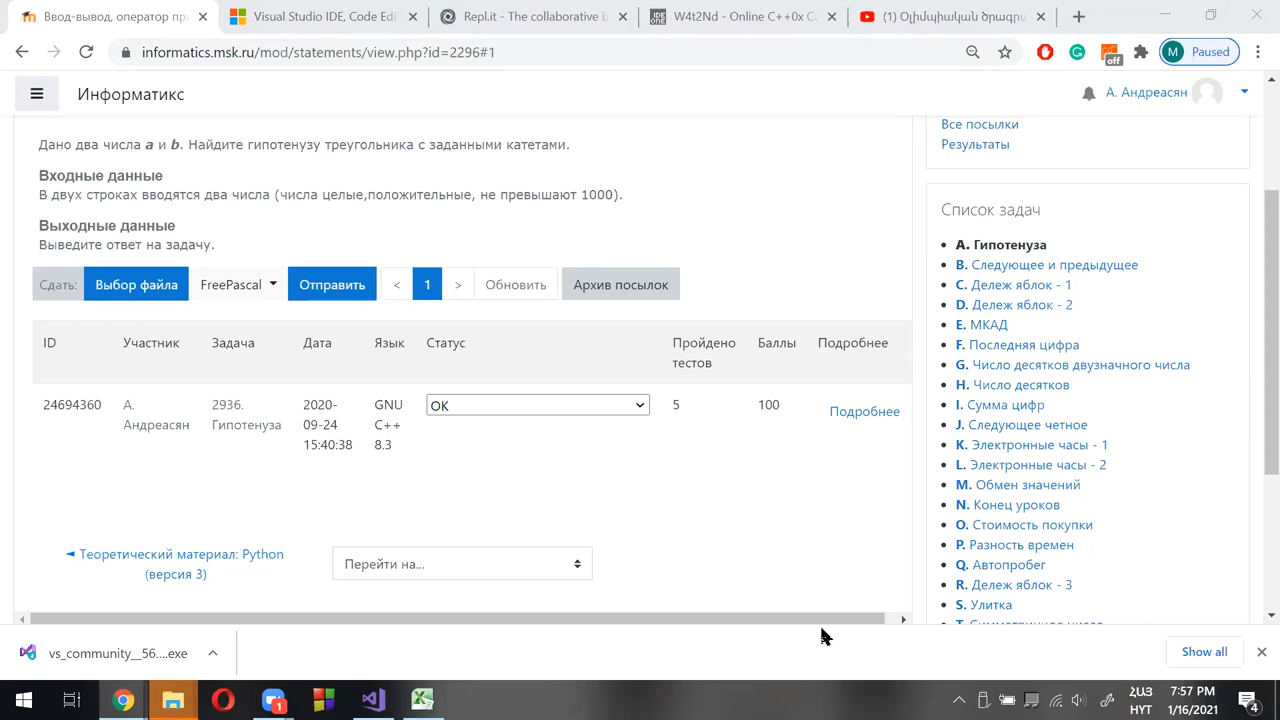 Ввод-вывод, оператор пр
Visual Studio IDE, Code Edi
Repl.it - The collaborative b
W4t2Nd - Online C++0x Co
(1) Օլիմպիական ծրագր
informatics.msk.ru/mod/statements/view.php?id=2296#1
off
M Paused
Информатикс
А. Андреасян
Дано два числа a и b. Найдите гипотенузу треугольника с заданными катетами.
Входные данные
В двух строках вводятся два числа (числа целые,положительные, не превышают 1000).
Выходные данные
Выведите ответ на задачу.
Сдать: Выбор файла FreePascal Отправить < 1 > Обновить Архив посылок
ID Участник Задача Дата Язык Статус Пройдено тестов Баллы Подробнее
24694360 А. Андреасян 2936. Гипотенуза 2020-09-24 15:40:38 GNU C++ 8.3 OK 5 100 Подробнее
◄ Теоретический материал: Python
(версия 3)
Перейти на...
Все посылки
Результаты
Список задач
A. Гипотенуза
B. Следующее и предыдущее
C. Дележ яблок - 1
D. Дележ яблок - 2
E. МКАД
F. Последняя цифра
G. Число десятков двузначного числа
H. Число десятков
I. Сумма цифр
J. Следующее четное
K. Электронные часы - 1
L. Электронные часы - 2
M. Обмен значений
N. Конец уроков
O. Стоимость покупки
P. Разность времен
Q. Автопробег
R. Дележ яблок - 3
S. Улитка
vs_community__56....exe
Show all
1
ՀԱՅ
HYT
7:57 PM
1/16/2021
4